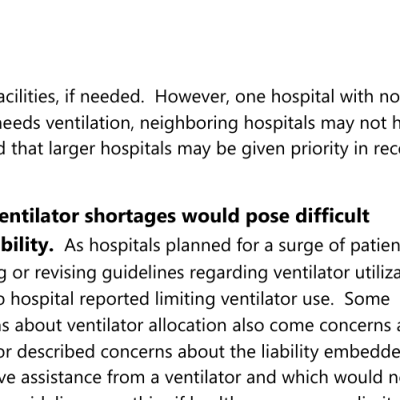 acilities, if needed. However, one hospital with no
needs ventilation, neighboring hospitals may not h
d that larger hospitals may be given priority in rec
entilator shortages would pose difficult
bility. As hospitals planned for a surge of patien
g or revising guidelines regarding ventilator utiliza
o hospital reported limiting ventilator use. Some
ns about ventilator allocation also come concerns a
or described concerns about the liability embedde
ve assistance from a ventilator and which would n